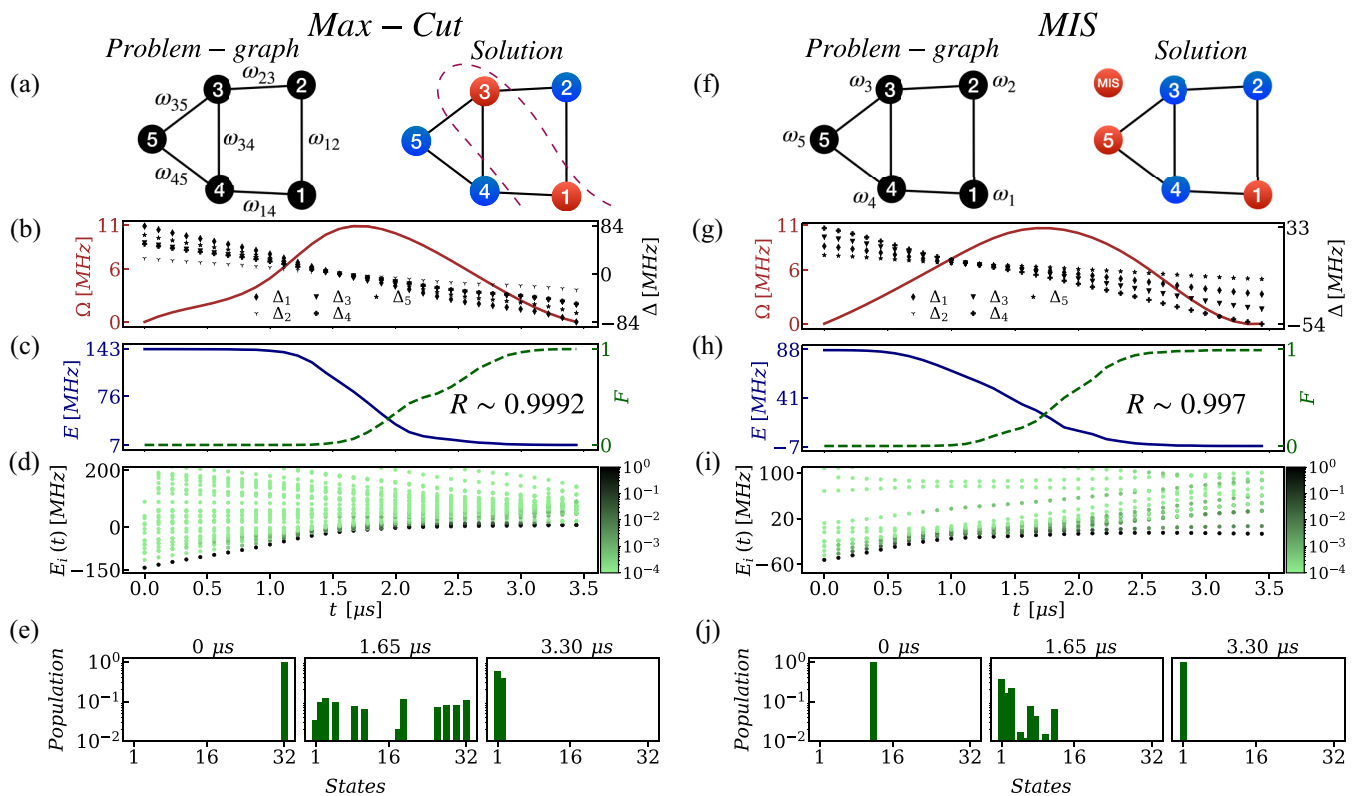 Max – Cut
Problem – graph
Solution
(a)
ω₂₃
3
2
ω₃₅
5
ω₃₄
ω₁₂
ω₄₅
4
1
ω₁₄
3
2
5
4
1
(b)
11
6
0
Ω [MHz]
84
0
−84
Δ [MHz]
Δ₁
Δ₃
Δ₅
Δ₂
Δ₄
(c)
143
76
7
E [MHz]
1
0
F
R ∼ 0.9992
(d)
200
0
−150
Eᵢ (t) [MHz]
10⁰
10⁻¹
10⁻²
10⁻³
10⁻⁴
0.0 0.5 1.0 1.5 2.0 2.5 3.0 3.5
t [μs]
(e)
0 μs
1.65 μs
3.30 μs
Population
10⁰
10⁻¹
10⁻²
1 16 32
1 16 32
1 16 32
States
MIS
Problem – graph
Solution
(f)
ω₃
3
2
ω₂
ω₅
5
ω₄
4
1
ω₁
MIS
3
2
5
4
1
(g)
11
6
0
Ω [MHz]
33
−54
Δ [MHz]
Δ₁
Δ₃
Δ₅
Δ₂
Δ₄
(h)
88
41
−7
E [MHz]
1
0
F
R ∼ 0.997
(i)
100
20
−60
Eᵢ (t) [MHz]
10⁰
10⁻¹
10⁻²
10⁻³
10⁻⁴
0.0 0.5 1.0 1.5 2.0 2.5 3.0 3.5
t [μs]
(j)
0 μs
1.65 μs
3.30 μs
Population
10⁰
10⁻¹
10⁻²
1 16 32
1 16 32
1 16 32
States